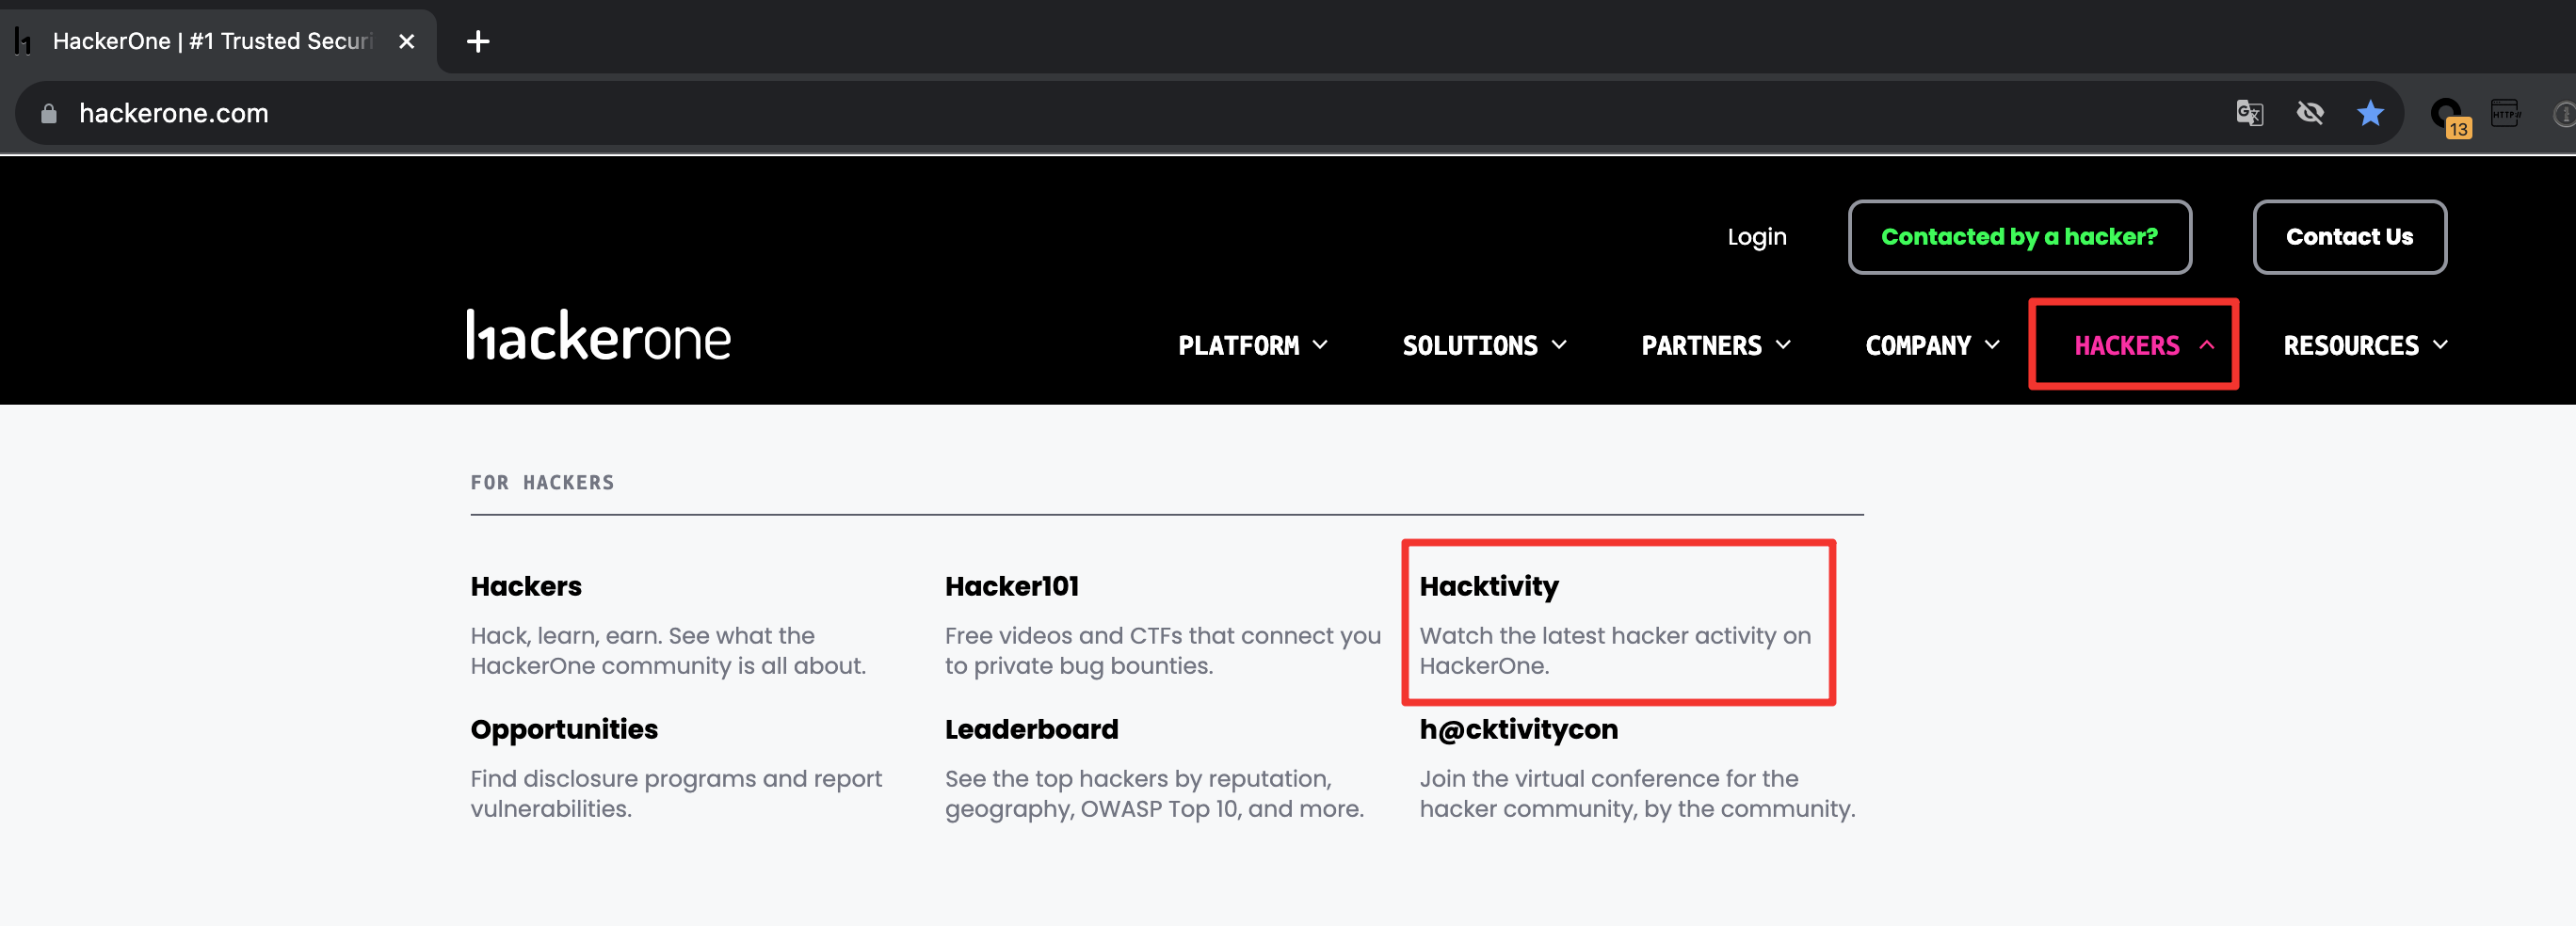 HackerOne | #1 Trusted Securi
hackerone.com
13
HTTP://
Login
Contacted by a hacker?
Contact Us
hackerone
PLATFORM
SOLUTIONS
PARTNERS
COMPANY
HACKERS
RESOURCES
FOR HACKERS
Hackers
Hack, learn, earn. See what the
HackerOne community is all about.
Hacker101
Free videos and CTFs that connect you
to private bug bounties.
Hacktivity
Watch the latest hacker activity on
HackerOne.
Opportunities
Find disclosure programs and report
vulnerabilities.
Leaderboard
See the top hackers by reputation,
geography, OWASP Top 10, and more.
h@cktivitycon
Join the virtual conference for the
hacker community, by the community.